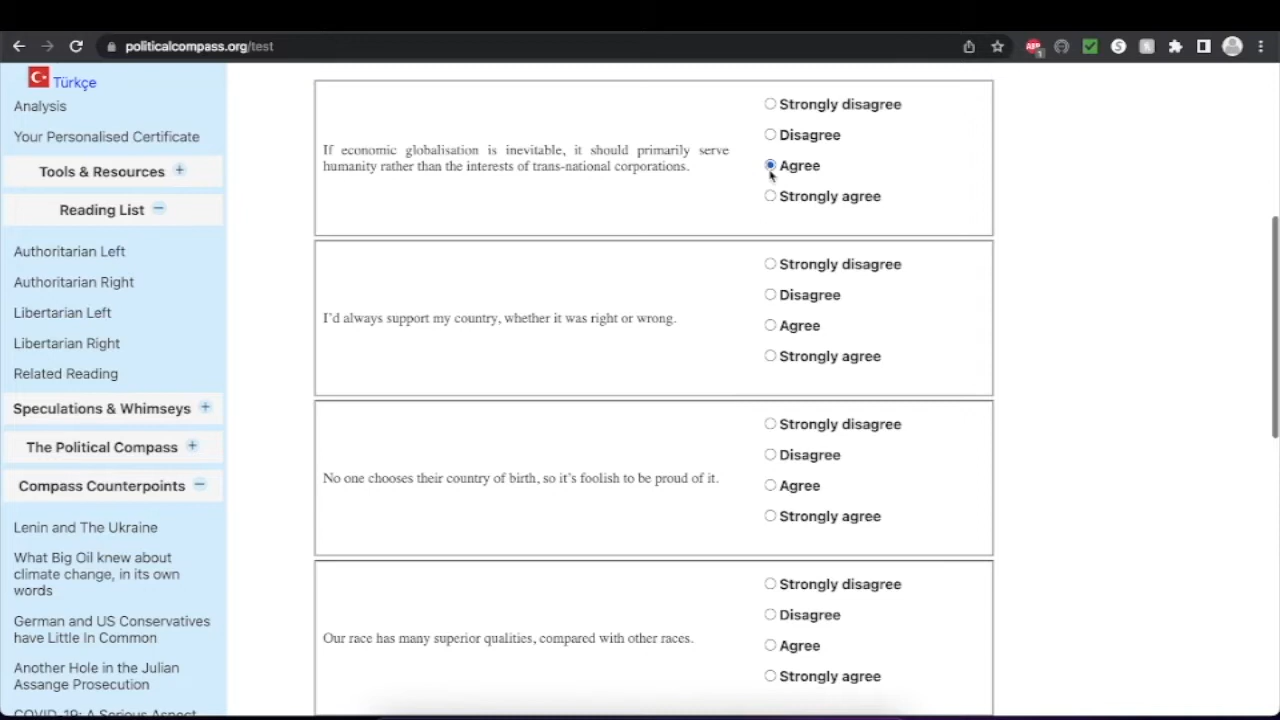 politicalcompass.org/test
ABP
1
S
Türkçe
Analysis
Your Personalised Certificate
Tools & Resources +
Reading List −
Authoritarian Left
Authoritarian Right
Libertarian Left
Libertarian Right
Related Reading
Speculations & Whimseys +
The Political Compass +
Compass Counterpoints −
Lenin and The Ukraine
What Big Oil knew about
climate change, in its own
words
German and US Conservatives
have Little In Common
Another Hole in the Julian
Assange Prosecution
COVID-19: A Serious Aspect
If economic globalisation is inevitable, it should primarily serve
humanity rather than the interests of trans-national corporations.
Strongly disagree
Disagree
Agree
Strongly agree
I'd always support my country, whether it was right or wrong.
Strongly disagree
Disagree
Agree
Strongly agree
No one chooses their country of birth, so it's foolish to be proud of it.
Strongly disagree
Disagree
Agree
Strongly agree
Our race has many superior qualities, compared with other races.
Strongly disagree
Disagree
Agree
Strongly agree